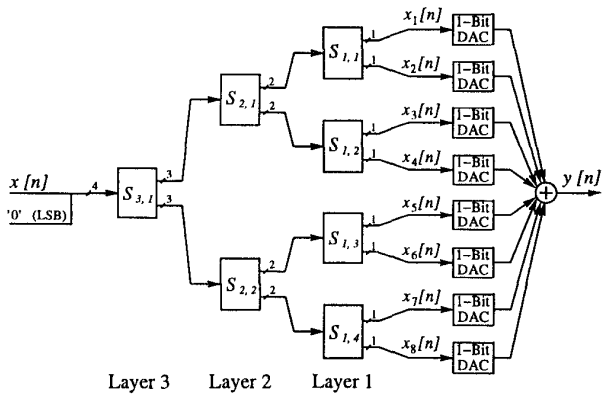 x₁[n]
1-Bit
DAC
1
S₁,₁
1
x₂[n]
1-Bit
DAC
2
S₂,₁
2
x₃[n]
1-Bit
DAC
1
S₁,₂
1
x₄[n]
1-Bit
DAC
x[n]
4
'0' (LSB)
3
S₃,₁
3
y[n]
+
x₅[n]
1-Bit
DAC
1
S₁,₃
1
x₆[n]
1-Bit
DAC
2
S₂,₂
2
x₇[n]
1-Bit
DAC
1
S₁,₄
1
x₈[n]
1-Bit
DAC
Layer 3 Layer 2 Layer 1